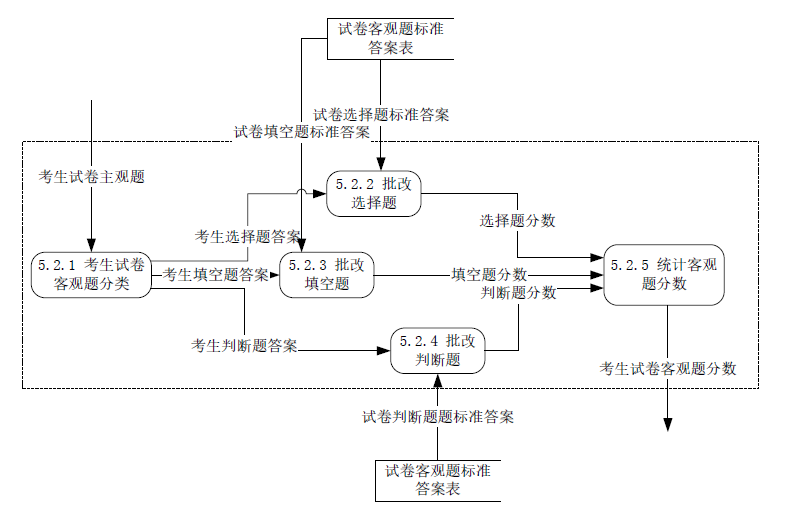 试卷客观题标准
答案表
试卷选择题标准答案
试卷填空题标准答案
考生试卷主观题
5.2.2 批改
选择题
选择题分数
考生选择题答案
5.2.1 考生试卷
客观题分类
考生填空题答案
5.2.3 批改
填空题
填空题分数
判断题分数
5.2.5 统计客观
题分数
考生判断题答案
5.2.4 批改
判断题
考生试卷客观题分数
试卷判断题题标准答案
试卷客观题标准
答案表